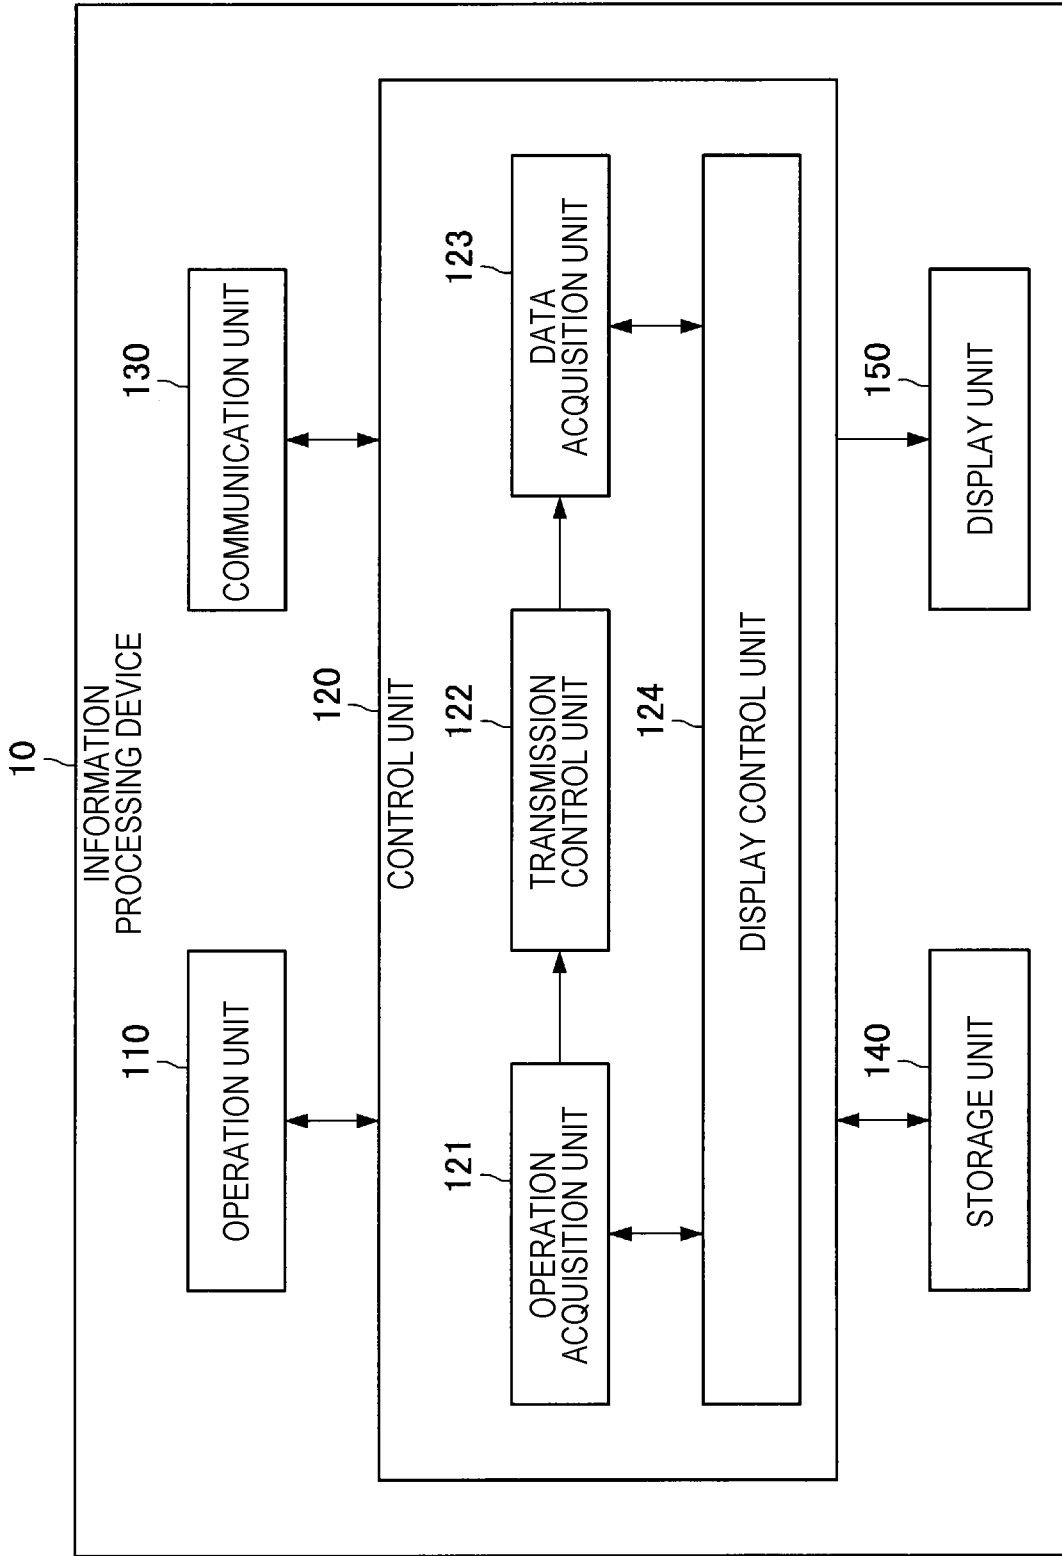 10
INFORMATION
PROCESSING DEVICE
110
OPERATION UNIT
130
COMMUNICATION UNIT
120
CONTROL UNIT
121
OPERATION
ACQUISITION UNIT
122
TRANSMISSION
CONTROL UNIT
123
DATA
ACQUISITION UNIT
124
DISPLAY CONTROL UNIT
140
STORAGE UNIT
150
DISPLAY UNIT